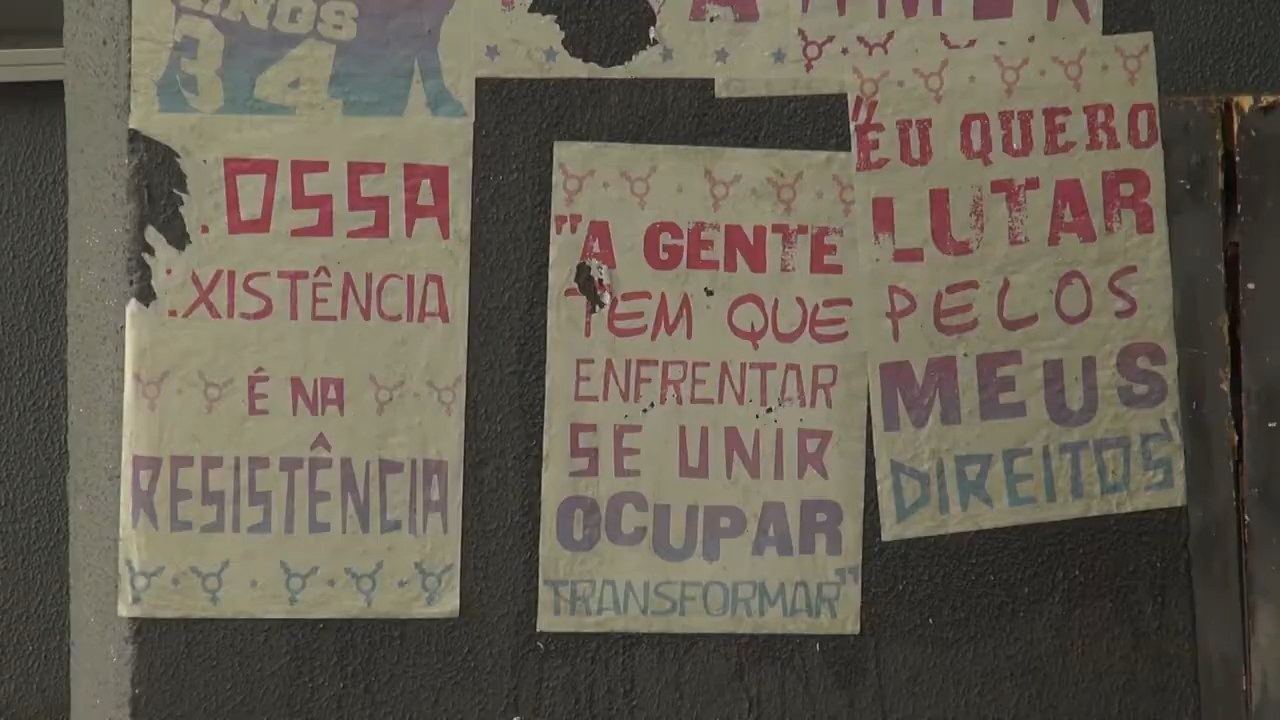 34
.OSSA
XISTÊNCIA
É NA
RESISTÊNCIA
"A GENTE
TEM QUE
ENFRENTAR
SE UNIR
OCUPAR
TRANSFORMAR"
"EU QUERO
LUTAR
PELOS
MEUS
DIREITOS